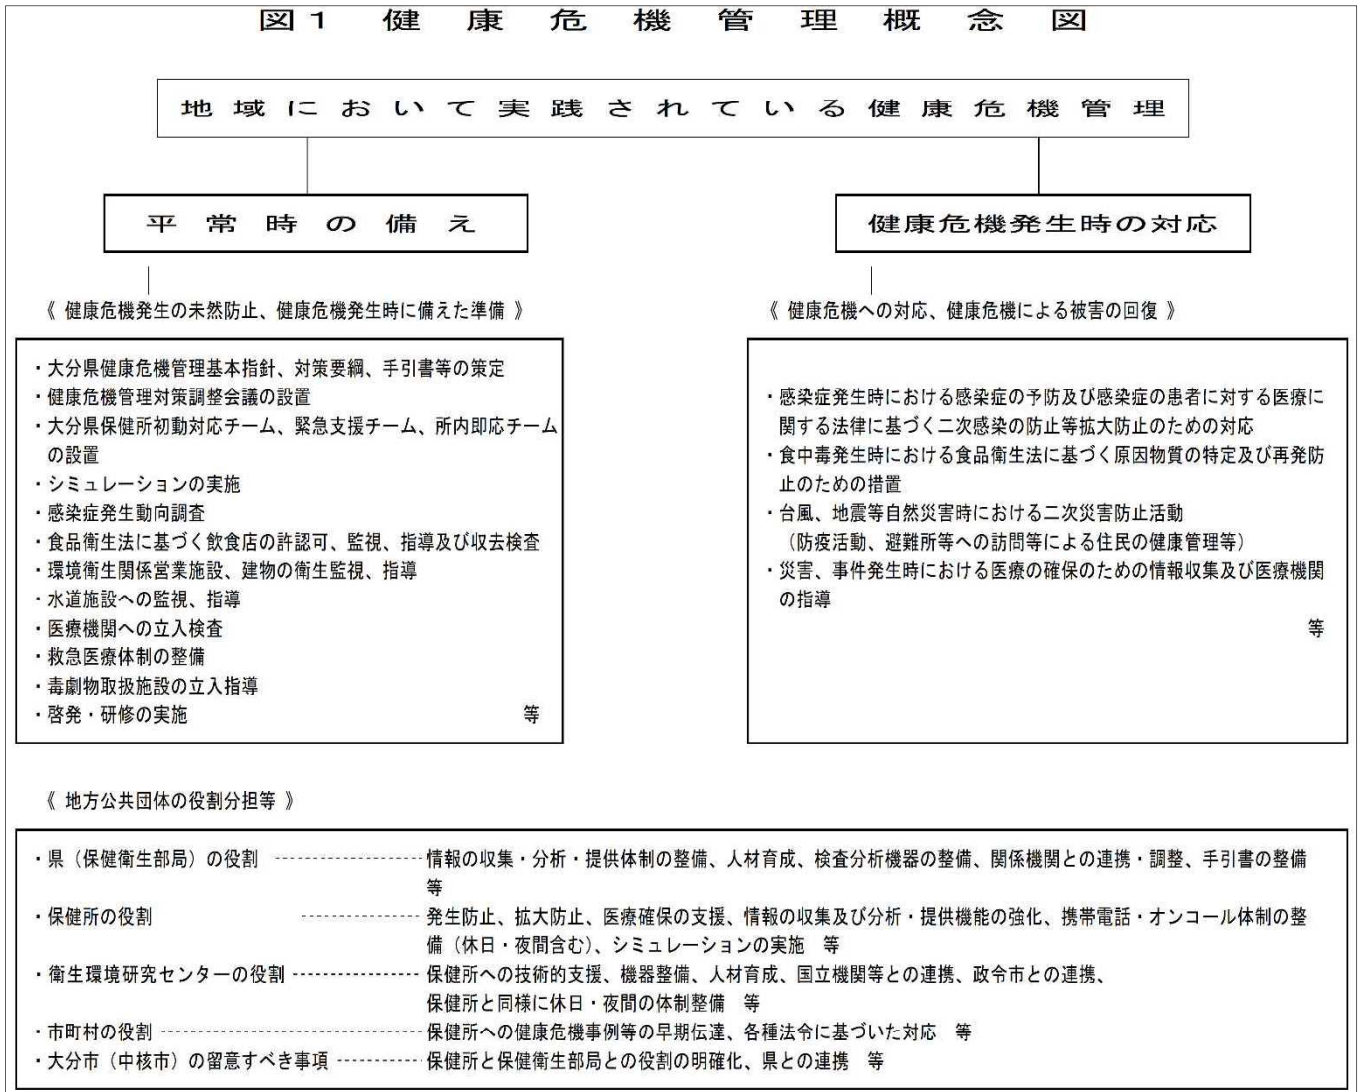 図1 健康危機管理概念図
地域において実践されている健康危機管理
平常時の備え
健康危機発生時の対応
《 健康危機発生の未然防止、健康危機発生時に備えた準備 》
・大分県健康危機管理基本指針、対策要綱、手引書等の策定
・健康危機管理対策調整会議の設置
・大分県保健所初動対応チーム、緊急支援チーム、所内即応チーム
の設置
・シミュレーションの実施
・感染症発生動向調査
・食品衛生法に基づく飲食店の許認可、監視、指導及び収去検査
・環境衛生関係営業施設、建物の衛生監視、指導
・水道施設への監視、指導
・医療機関への立入検査
・救急医療体制の整備
・毒劇物取扱施設の立入指導
・啓発・研修の実施 等
《 健康危機への対応、健康危機による被害の回復 》
・感染症発生時における感染症の予防及び感染症の患者に対する医療に
関する法律に基づく二次感染の防止等拡大防止のための対応
・食中毒発生時における食品衛生法に基づく原因物質の特定及び再発防
止のための措置
・台風、地震等自然災害時における二次災害防止活動
（防疫活動、避難所等への訪問等による住民の健康管理等）
・災害、事件発生時における医療の確保のための情報収集及び医療機関
の指導
等
《 地方公共団体の役割分担等 》
・県（保健衛生部局）の役割 ---------------- 情報の収集・分析・提供体制の整備、人材育成、検査分析機器の整備、関係機関との連携・調整、手引書の整備
等
・保健所の役割 ------------- 発生防止、拡大防止、医療確保の支援、情報の収集及び分析・提供機能の強化、携帯電話・オンコール体制の整
備（休日・夜間含む）、シミュレーションの実施 等
・衛生環境研究センターの役割 -------------- 保健所への技術的支援、機器整備、人材育成、国立機関等との連携、政令市との連携、
保健所と同様に休日・夜間の体制整備 等
・市町村の役割 ----------------------------- 保健所への健康危機事例等の早期伝達、各種法令に基づいた対応 等
・大分市（中核市）の留意すべき事項 --------- 保健所と保健衛生部局との役割の明確化、県との連携 等